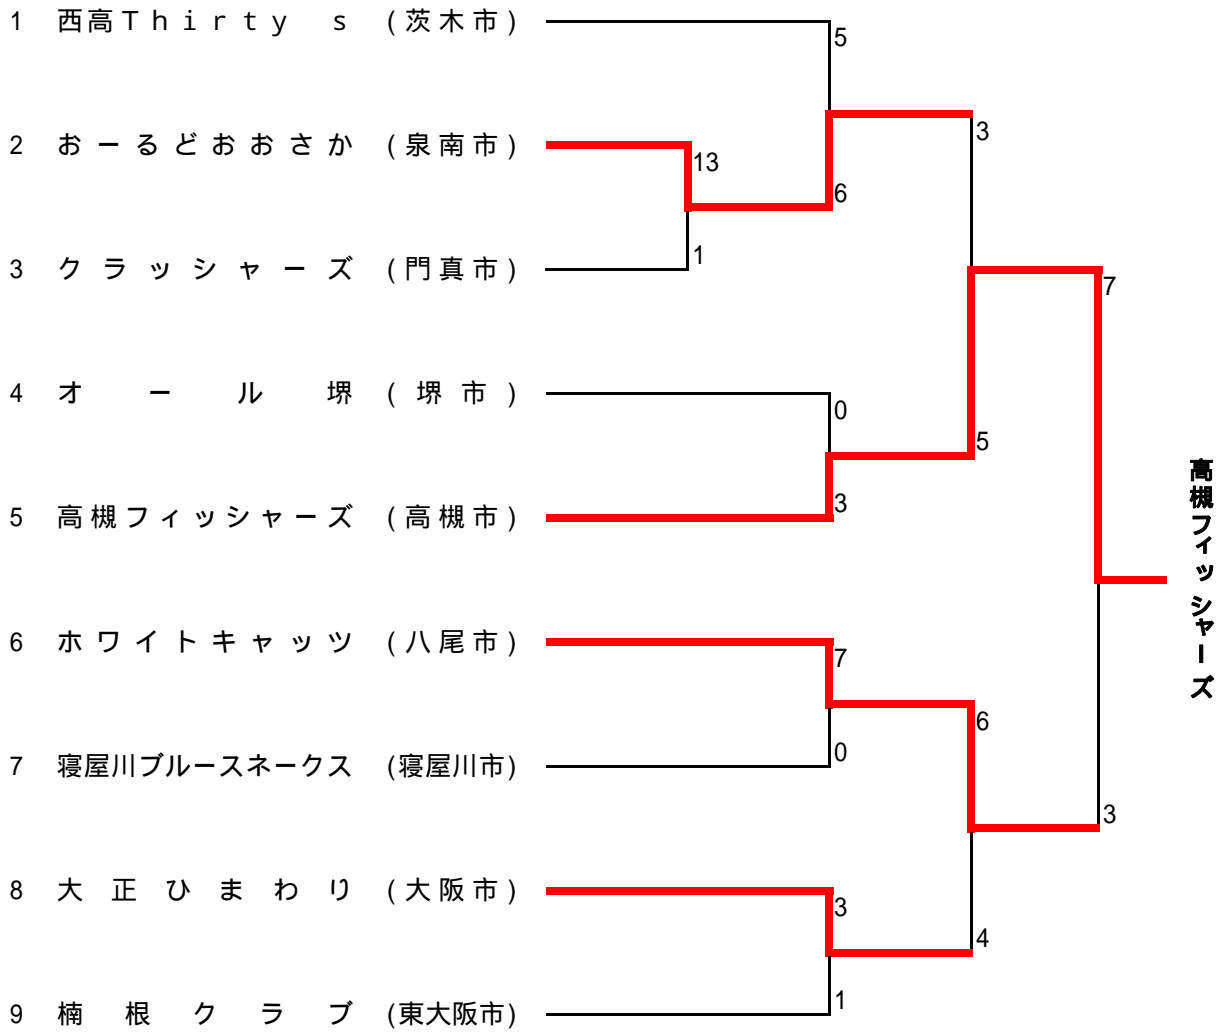 1 西高Ｔｈｉｒｔｙ ｓ (茨木市)
5
3
2 おーるどおおさか (泉南市)
13
6
1
3 クラッシャーズ (門真市)
7
4 オール堺 (堺市)
0
5
3
5 高槻フィッシャーズ (高槻市)
高槻フィッシャーズ
6 ホワイトキャッツ (八尾市)
7
6
0
7 寝屋川ブルースネークス (寝屋川市)
3
8 大正ひまわり (大阪市)
3
4
1
9 楠根クラブ (東大阪市)